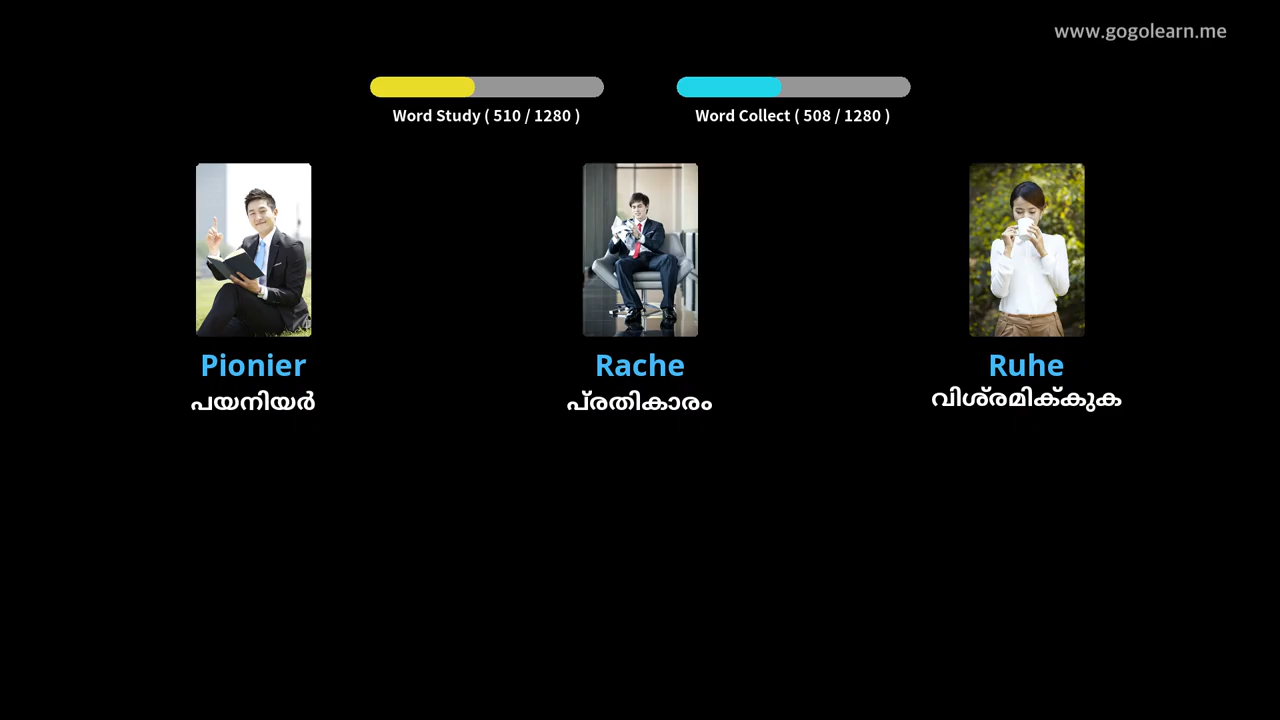 www.gogolearn.me
Word Study ( 510 / 1280 )
Word Collect ( 508 / 1280 )
Pionier
Rache
Ruhe
പയനിയർ
പ്രതികാരം
വിശ്രമിക്കുക